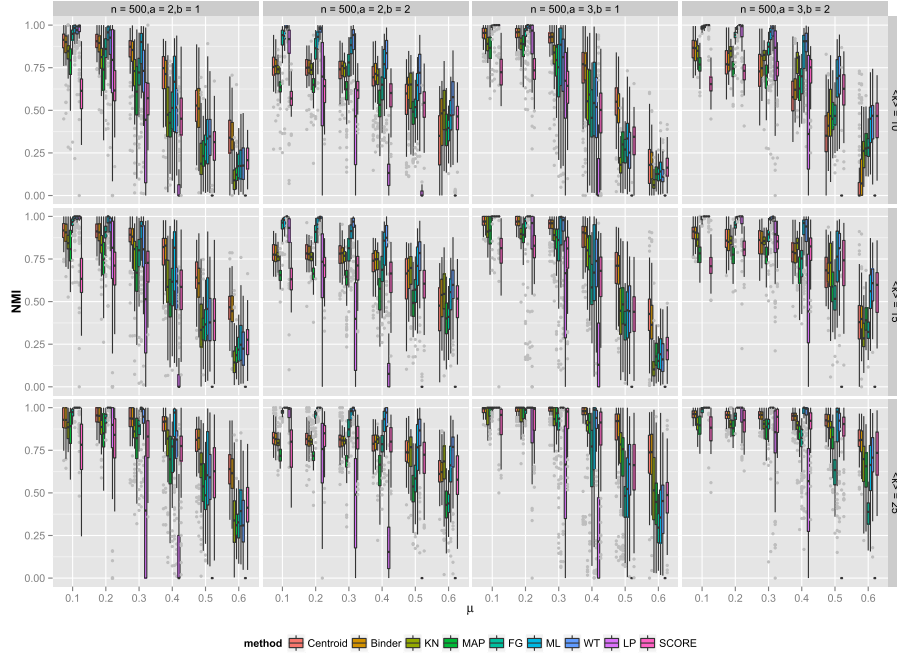 n = 500,a = 2,b = 1
n = 500,a = 2,b = 2
n = 500,a = 3,b = 1
n = 500,a = 3,b = 2
1.00
0.75
0.50
0.25
0.00
<k> = 10
1.00
0.75
0.50
0.25
0.00
<k> = 15
1.00
0.75
0.50
0.25
0.00
<k> = 25
NMI
0.1 0.2 0.3 0.4 0.5 0.6
0.1 0.2 0.3 0.4 0.5 0.6
0.1 0.2 0.3 0.4 0.5 0.6
0.1 0.2 0.3 0.4 0.5 0.6
μ
method Centroid Binder KN MAP FG ML WT LP SCORE